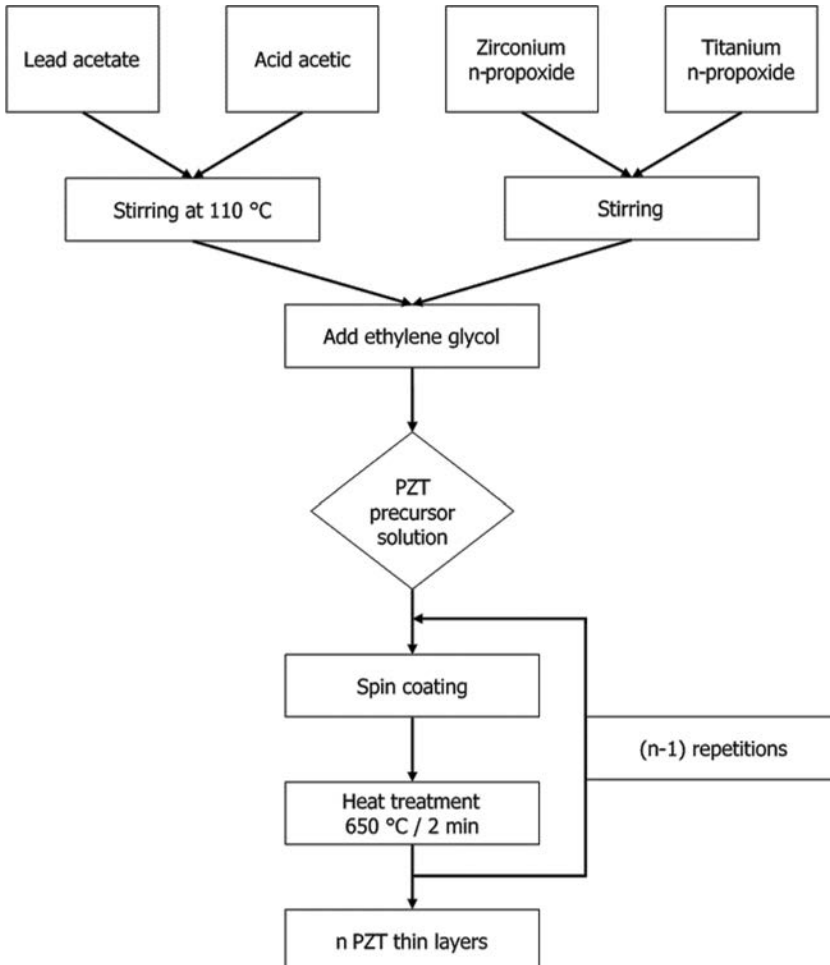 Lead acetate
Acid acetic
Zirconium
n-propoxide
Titanium
n-propoxide
Stirring at 110 °C
Stirring
Add ethylene glycol
PZT
precursor
solution
Spin coating
(n-1) repetitions
Heat treatment
650 °C / 2 min
n PZT thin layers